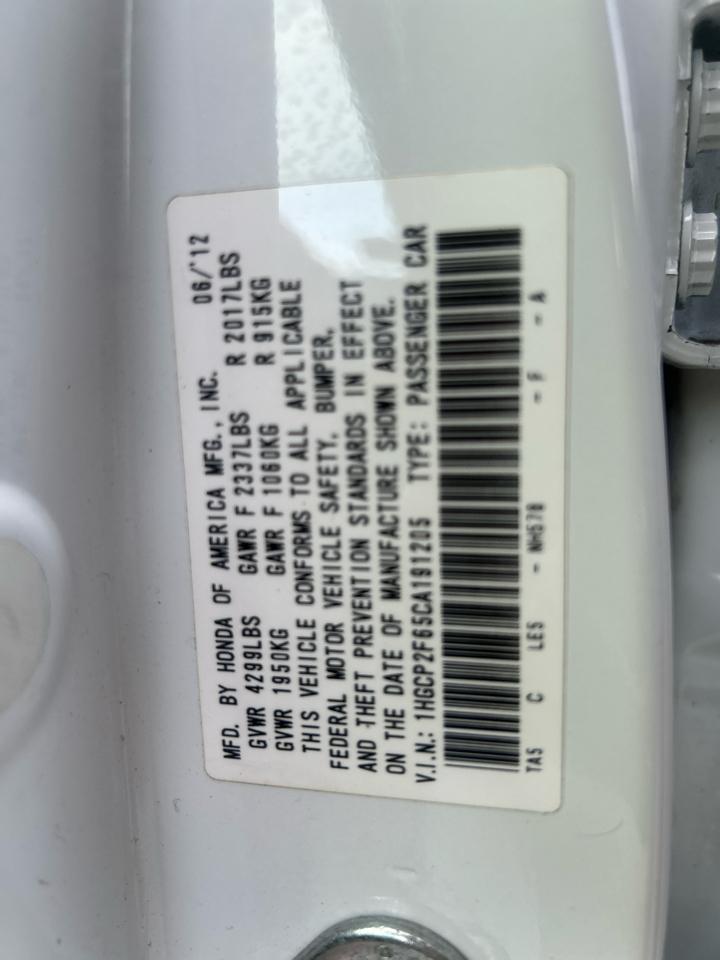 MFD. BY HONDA OF AMERICA MFG., INC. 06/'12
GVWR 4299LBS GAWR F 2337LBS R 2017LBS
GVWR 1950KG GAWR F 1060KG R 915KG
THIS VEHICLE CONFORMS TO ALL APPLICABLE
FEDERAL MOTOR VEHICLE SAFETY, BUMPER,
AND THEFT PREVENTION STANDARDS IN EFFECT
ON THE DATE OF MANUFACTURE SHOWN ABOVE.
V.I.N.: 1HGCP2F65CA191205 TYPE: PASSENGER CAR
TA5 C LES - NH578 - F - A